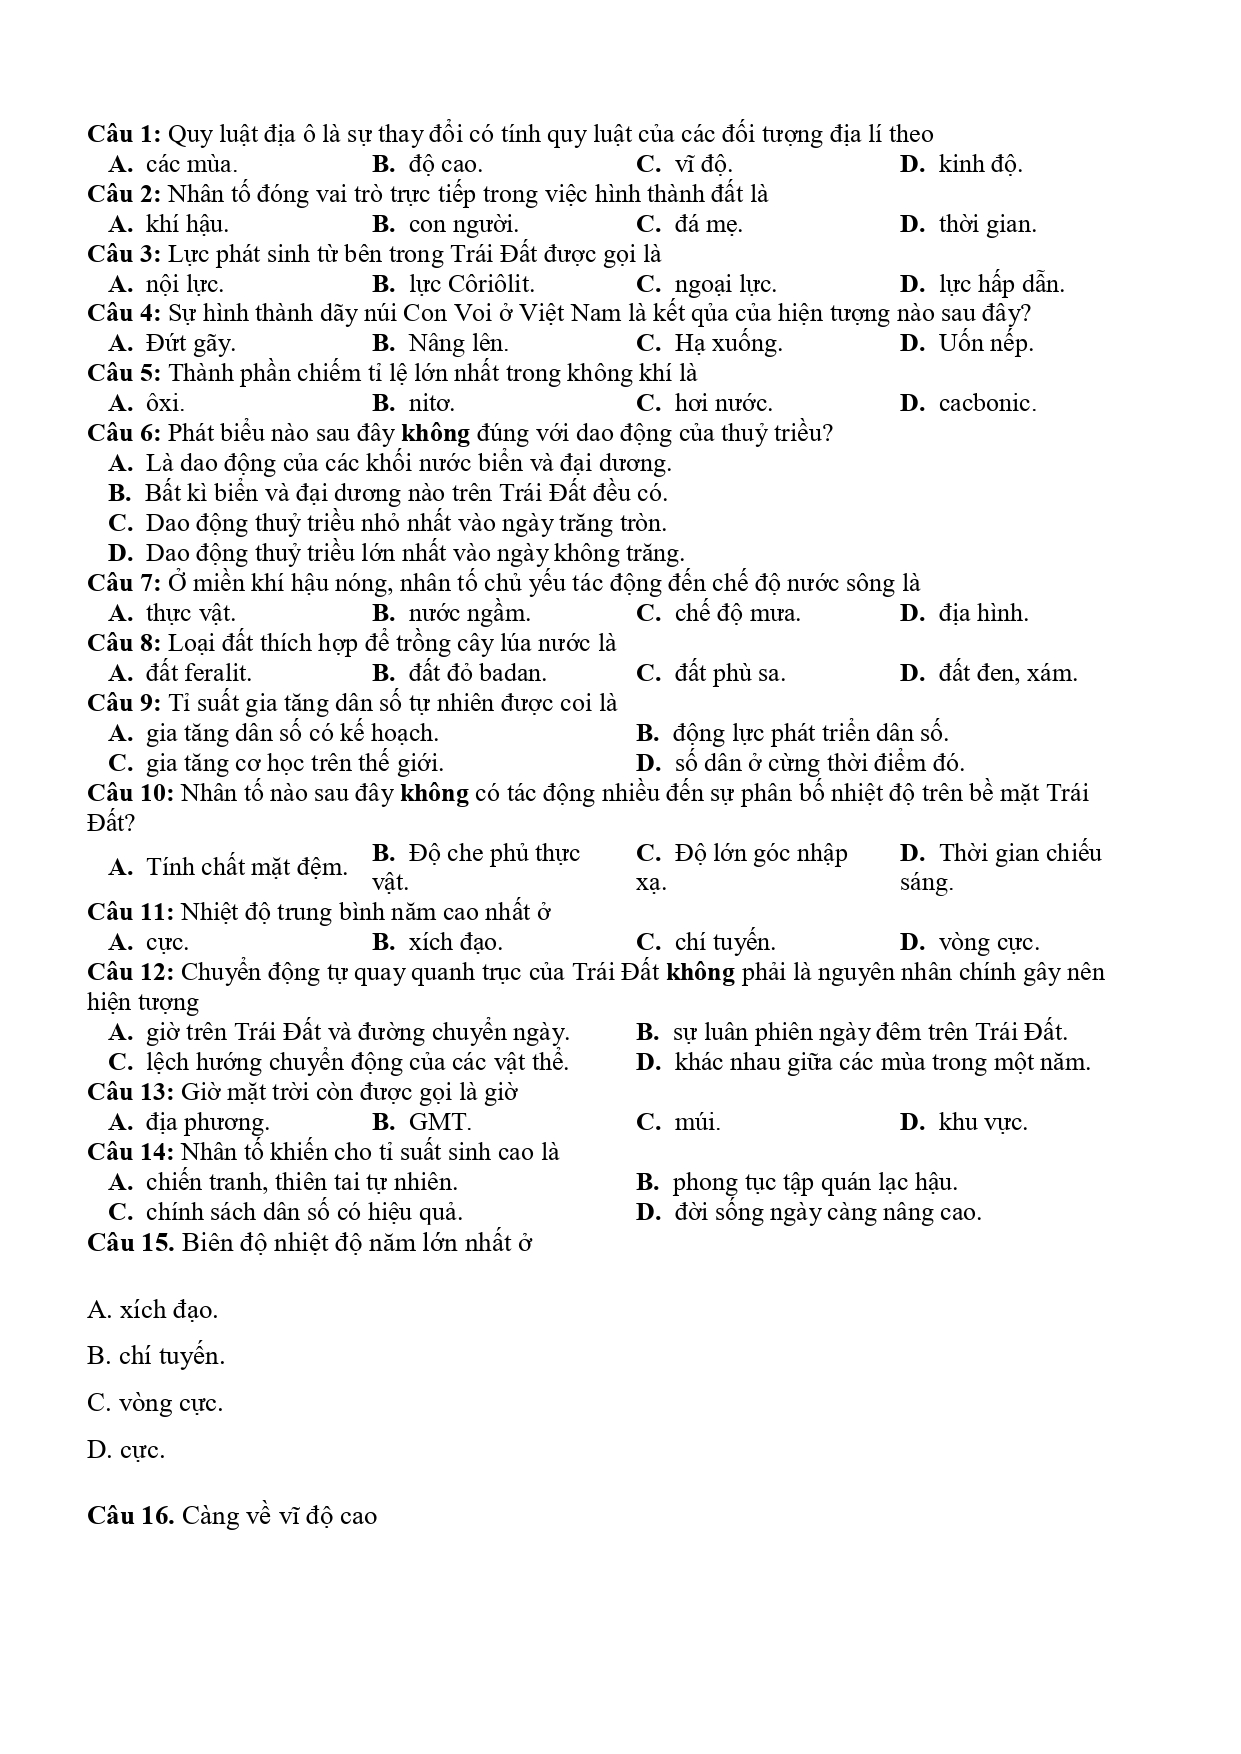 Câu 1: Quy luật địa ô là sự thay đổi có tính quy luật của các đối tượng địa lí theo
A. các mùa. B. độ cao. C. vĩ độ. D. kinh độ.
Câu 2: Nhân tố đóng vai trò trực tiếp trong việc hình thành đất là
A. khí hậu. B. con người. C. đá mẹ. D. thời gian.
Câu 3: Lực phát sinh từ bên trong Trái Đất được gọi là
A. nội lực. B. lực Côriôlit. C. ngoại lực. D. lực hấp dẫn.
Câu 4: Sự hình thành dãy núi Con Voi ở Việt Nam là kết qủa của hiện tượng nào sau đây?
A. Đứt gãy. B. Nâng lên. C. Hạ xuống. D. Uốn nếp.
Câu 5: Thành phần chiếm tỉ lệ lớn nhất trong không khí là
A. ôxi. B. nitơ. C. hơi nước. D. cacbonic.
Câu 6: Phát biểu nào sau đây không đúng với dao động của thuỷ triều?
A. Là dao động của các khối nước biển và đại dương.
B. Bất kì biển và đại dương nào trên Trái Đất đều có.
C. Dao động thuỷ triều nhỏ nhất vào ngày trăng tròn.
D. Dao động thuỷ triều lớn nhất vào ngày không trăng.
Câu 7: Ở miền khí hậu nóng, nhân tố chủ yếu tác động đến chế độ nước sông là
A. thực vật. B. nước ngầm. C. chế độ mưa. D. địa hình.
Câu 8: Loại đất thích hợp để trồng cây lúa nước là
A. đất feralit. B. đất đỏ badan. C. đất phù sa. D. đất đen, xám.
Câu 9: Tỉ suất gia tăng dân số tự nhiên được coi là
A. gia tăng dân số có kế hoạch. B. động lực phát triển dân số.
C. gia tăng cơ học trên thế giới. D. số dân ở cừng thời điểm đó.
Câu 10: Nhân tố nào sau đây không có tác động nhiều đến sự phân bố nhiệt độ trên bề mặt Trái
Đất?
A. Tính chất mặt đệm. B. Độ che phủ thực C. Độ lớn góc nhập D. Thời gian chiếu
vật. xạ. sáng.
Câu 11: Nhiệt độ trung bình năm cao nhất ở
A. cực. B. xích đạo. C. chí tuyến. D. vòng cực.
Câu 12: Chuyển động tự quay quanh trục của Trái Đất không phải là nguyên nhân chính gây nên
hiện tượng
A. giờ trên Trái Đất và đường chuyển ngày. B. sự luân phiên ngày đêm trên Trái Đất.
C. lệch hướng chuyển động của các vật thể. D. khác nhau giữa các mùa trong một năm.
Câu 13: Giờ mặt trời còn được gọi là giờ
A. địa phương. B. GMT. C. múi. D. khu vực.
Câu 14: Nhân tố khiến cho tỉ suất sinh cao là
A. chiến tranh, thiên tai tự nhiên. B. phong tục tập quán lạc hậu.
C. chính sách dân số có hiệu quả. D. đời sống ngày càng nâng cao.
Câu 15. Biên độ nhiệt độ năm lớn nhất ở
A. xích đạo.
B. chí tuyến.
C. vòng cực.
D. cực.
Câu 16. Càng về vĩ độ cao